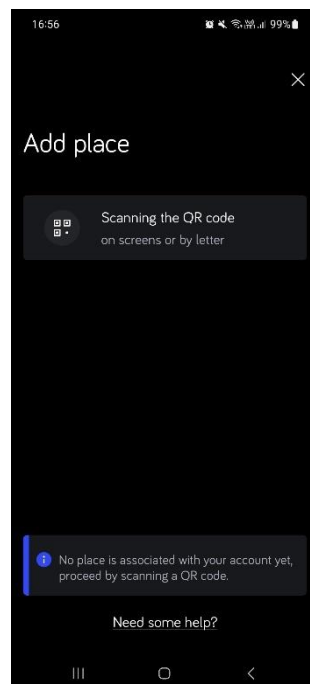 16:56
99%
Add place
Scanning the QR code
on screens or by letter
No place is associated with your account yet,
proceed by scanning a QR code.
Need some help?